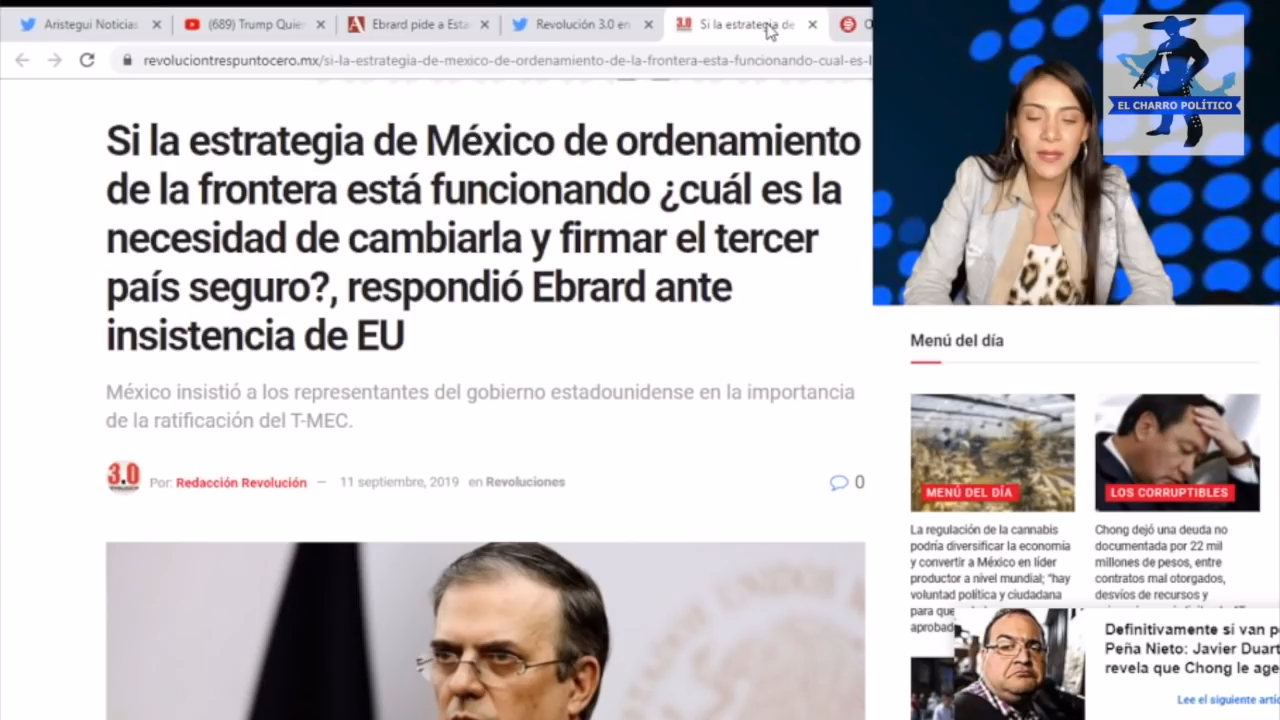 Aristegui Noticias
(689) Trump Quie
Ebrard pide a Esta
Revolución 3.0 en
3.0
Si la estrategia de
revoluciontrespuntocero.mx/si-la-estrategia-de-mexico-de-ordenamiento-de-la-frontera-esta-funcionando-cual-es-l
EL CHARRO POLÍTICO
Si la estrategia de México de ordenamiento
de la frontera está funcionando ¿cuál es la
necesidad de cambiarla y firmar el tercer
país seguro?, respondió Ebrard ante
insistencia de EU
México insistió a los representantes del gobierno estadounidense en la importancia
de la ratificación del T-MEC.
3.0
Por: Redacción Revolución — 11 septiembre, 2019 en Revoluciones
0
Menú del día
MENÚ DEL DÍA
La regulación de la cannabis
podría diversificar la economía
y convertir a México en líder
productor a nivel mundial; "hay
voluntad política y ciudadana
para que
aprobad
LOS CORRUPTIBLES
Chong dejó una deuda no
documentada por 22 mil
millones de pesos, entre
contratos mal otorgados,
desvíos de recursos y
Definitivamente sí van p
Peña Nieto: Javier Duart
revela que Chong le age
Lee el siguiente artíc